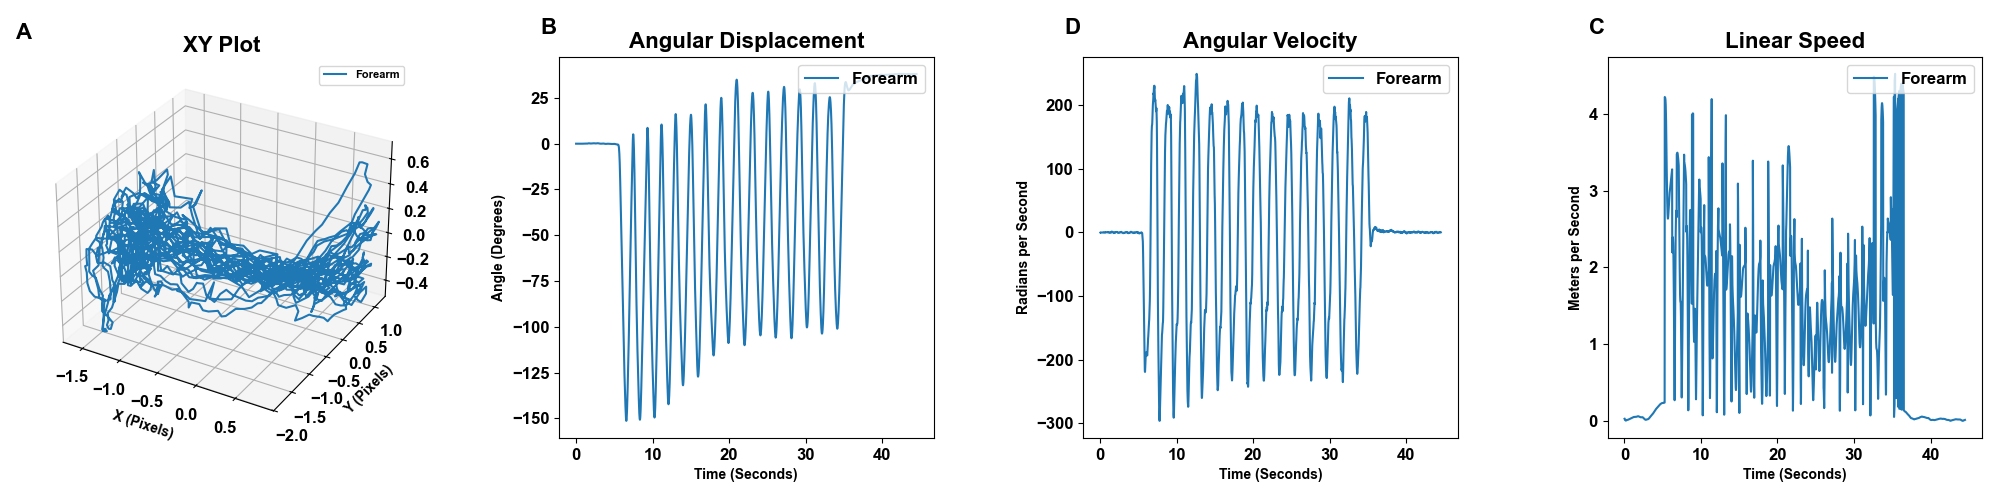 A
XY Plot
Forearm
0.6
0.4
0.2
0.0
−0.2
−0.4
1.0
0.5
0.0
−0.5
−1.0
−1.5
−2.0
Y (Pixels)
−1.5
−1.0
−0.5
0.0
0.5
X (Pixels)
B
Angular Displacement
Forearm
25
0
−25
−50
−75
−100
−125
−150
Angle (Degrees)
0 10 20 30 40
Time (Seconds)
D
Angular Velocity
Forearm
200
100
0
−100
−200
−300
Radians per Second
0 10 20 30 40
Time (Seconds)
C
Linear Speed
Forearm
4
3
2
1
0
Meters per Second
0 10 20 30 40
Time (Seconds)